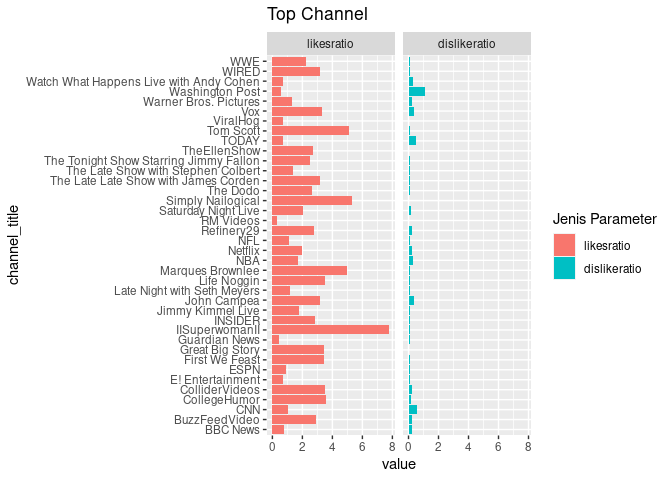 Top Channel
likesratio
dislikeratio
WWE
WIRED
Watch What Happens Live with Andy Cohen
Washington Post
Warner Bros. Pictures
Vox
ViralHog
Tom Scott
TODAY
TheEllenShow
The Tonight Show Starring Jimmy Fallon
The Late Show with Stephen Colbert
The Late Late Show with James Corden
The Dodo
Simply Nailogical
Saturday Night Live
RM Videos
Refinery29
NFL
Netflix
NBA
Marques Brownlee
Life Noggin
Late Night with Seth Meyers
John Campea
Jimmy Kimmel Live
INSIDER
IISuperwomanII
Guardian News
Great Big Story
First We Feast
ESPN
E! Entertainment
ColliderVideos
CollegeHumor
CNN
BuzzFeedVideo
BBC News
channel_title
0 2 4 6 8
0 2 4 6 8
value
Jenis Parameter
likesratio
dislikeratio